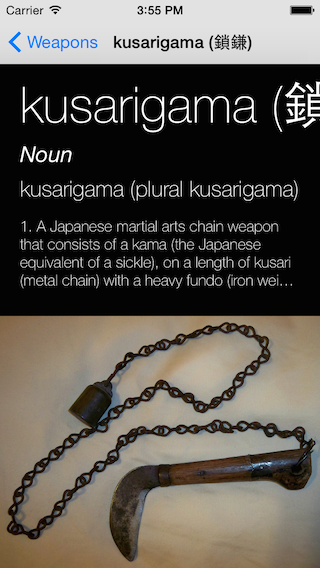 Carrier 3:55 PM
Weapons kusarigama (鎖鎌)
kusarigama (鎖
Noun
kusarigama (plural kusarigama)
1. A Japanese martial arts chain weapon
that consists of a kama (the Japanese
equivalent of a sickle), on a length of kusari
(metal chain) with a heavy fundo (iron wei…